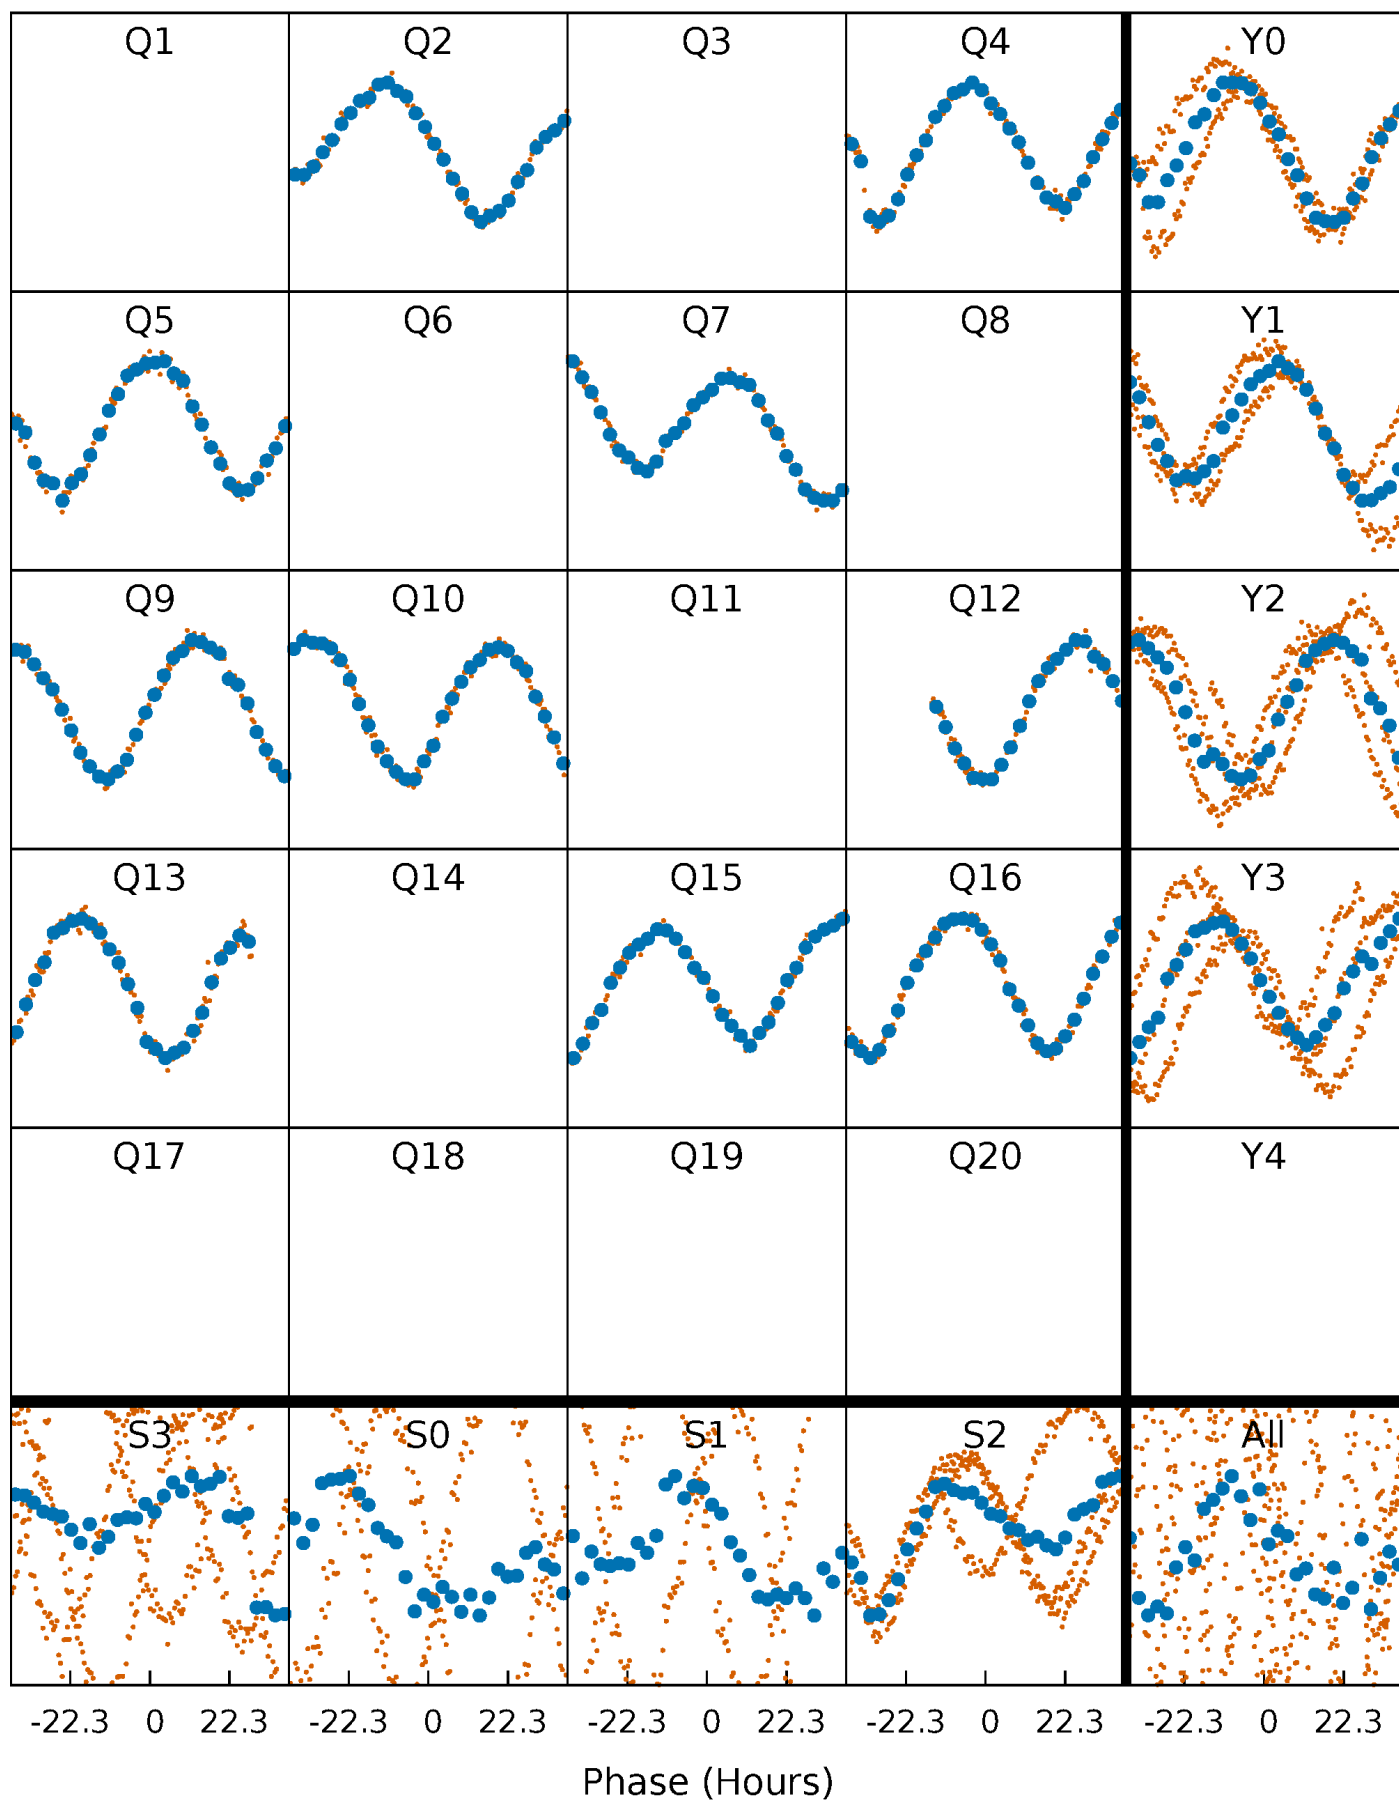 Q1 Q2 Q3 Q4 Y0
Q5 Q6 Q7 Q8 Y1
Q9 Q10 Q11 Q12 Y2
Q13 Q14 Q15 Q16 Y3
Q17 Q18 Q19 Q20 Y4
S3 S0 S1 S2 All
-22.3 0 22.3 -22.3 0 22.3 -22.3 0 22.3 -22.3 0 22.3 -22.3 0 22.3
Phase (Hours)